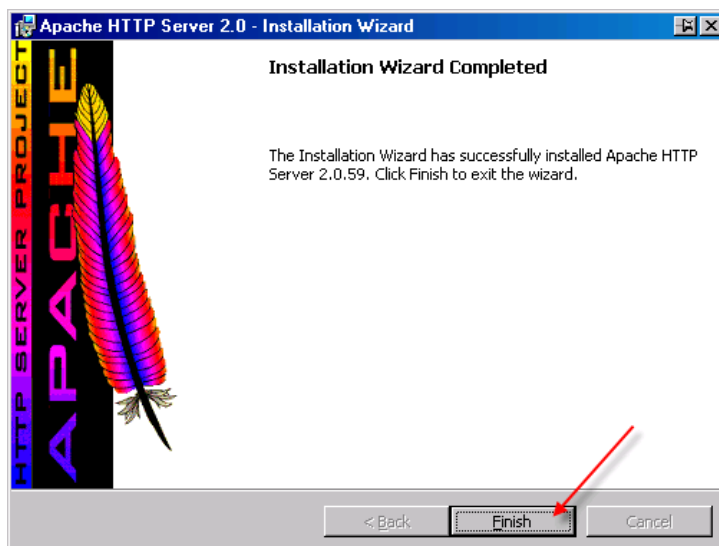 Apache HTTP Server 2.0 - Installation Wizard
HTTP SERVER PROJECT
APACHE
Installation Wizard Completed
The Installation Wizard has successfully installed Apache HTTP
Server 2.0.59. Click Finish to exit the wizard.
< Back
Finish
Cancel